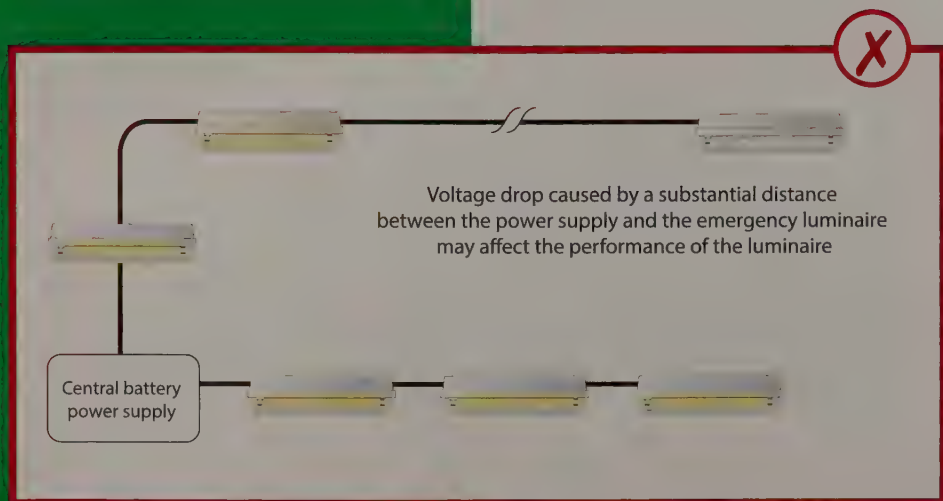 Voltage drop caused by a substantial distance
between the power supply and the emergency luminaire
may affect the performance of the luminaire
Central battery
power supply